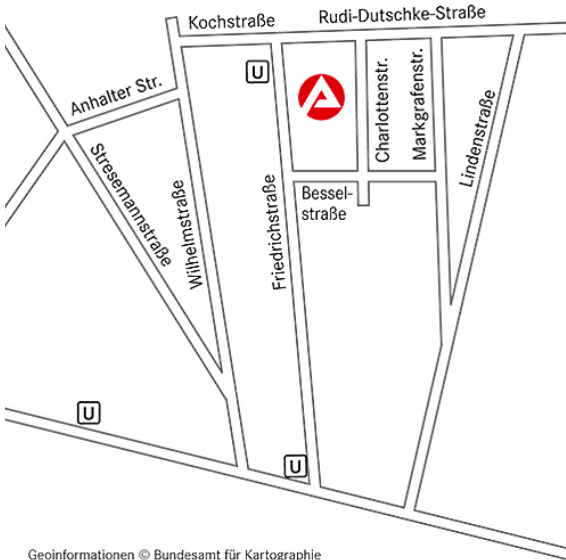 Kochstraße
Rudi-Dutschke-Straße
U
Anhalter Str.
Charlottenstr.
Markgrafenstr.
Lindenstraße
Stresemannstraße
Wilhelmstraße
Friedrichstraße
Bessel-
straße
U
U
Geoinformationen © Bundesamt für Kartographie